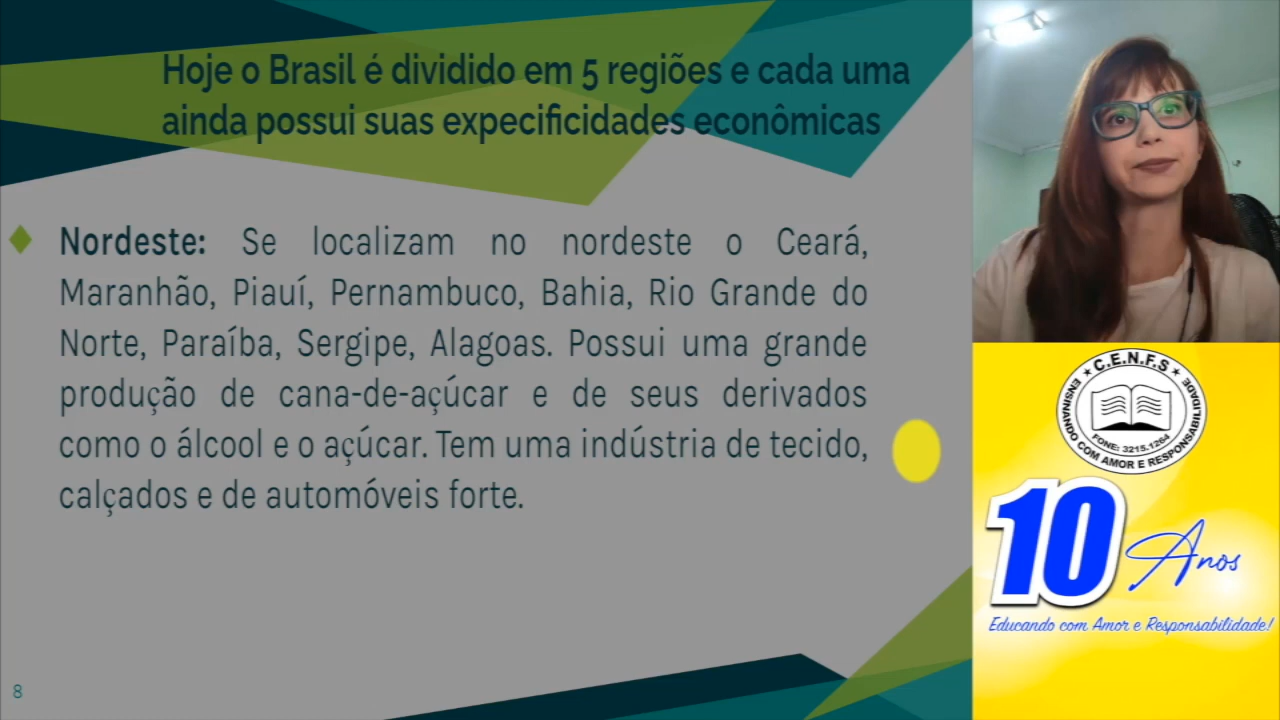 Hoje o Brasil é dividido em 5 regiões e cada uma
ainda possui suas expecificidades econômicas
Nordeste: Se localizam no nordeste o Ceará,
Maranhão, Piauí, Pernambuco, Bahia, Rio Grande do
Norte, Paraíba, Sergipe, Alagoas. Possui uma grande
produção de cana-de-açúcar e de seus derivados
como o álcool e o açúcar. Tem uma indústria de tecido,
calçados e de automóveis forte.
8
C.E.N.F.S
ENSINANDO COM AMOR E RESPONSABILIDADE
FONE: 3215.1264
10 Anos
Educando com Amor e Responsabilidade!